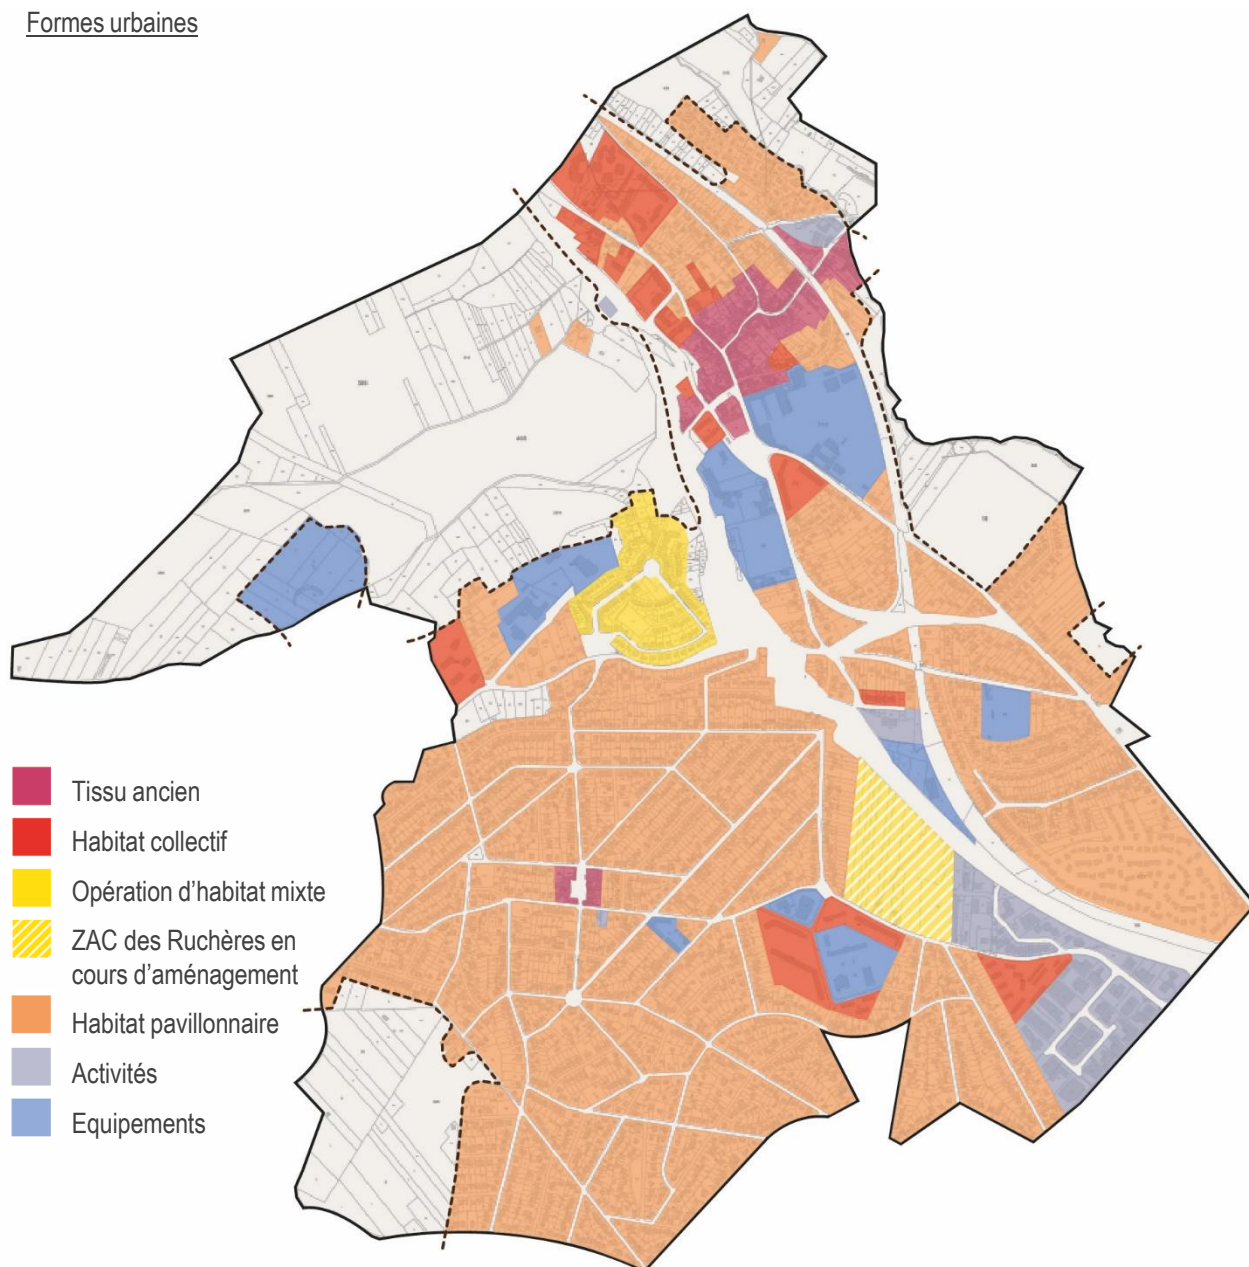 Formes urbaines
Tissu ancien
Habitat collectif
Opération d'habitat mixte
ZAC des Ruchères en
cours d'aménagement
Habitat pavillonnaire
Activités
Equipements